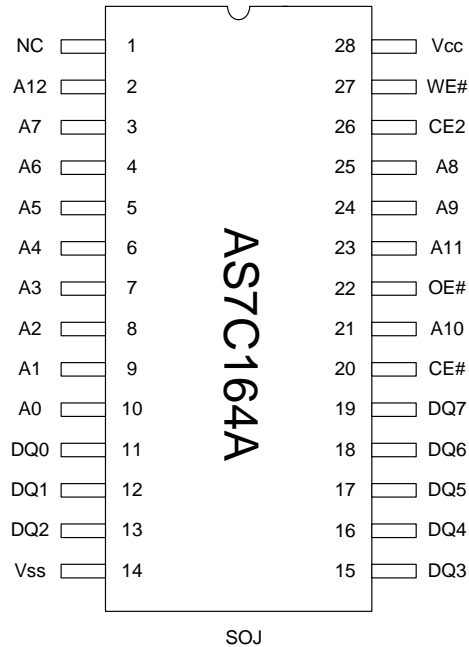 NC 1 28 Vcc
A12 2 27 WE#
A7 3 26 CE2
A6 4 25 A8
A5 5 24 A9
A4 6 23 A11
A3 7 22 OE#
A2 8 21 A10
A1 9 20 CE#
A0 10 19 DQ7
DQ0 11 18 DQ6
DQ1 12 17 DQ5
DQ2 13 16 DQ4
Vss 14 15 DQ3
AS7C164A
SOJ